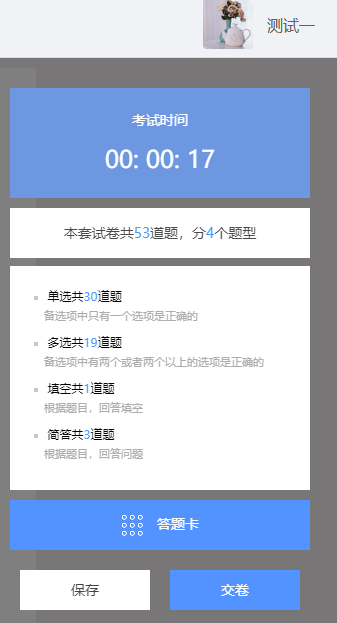 测试一
考试时间
00: 00: 17
本套试卷共53道题，分4个题型
单选共30道题
备选项中只有一个选项是正确的
多选共19道题
备选项中有两个或者两个以上的选项是正确的
填空共1道题
根据题目，回答填空
简答共3道题
根据题目，回答问题
答题卡
保存
交卷